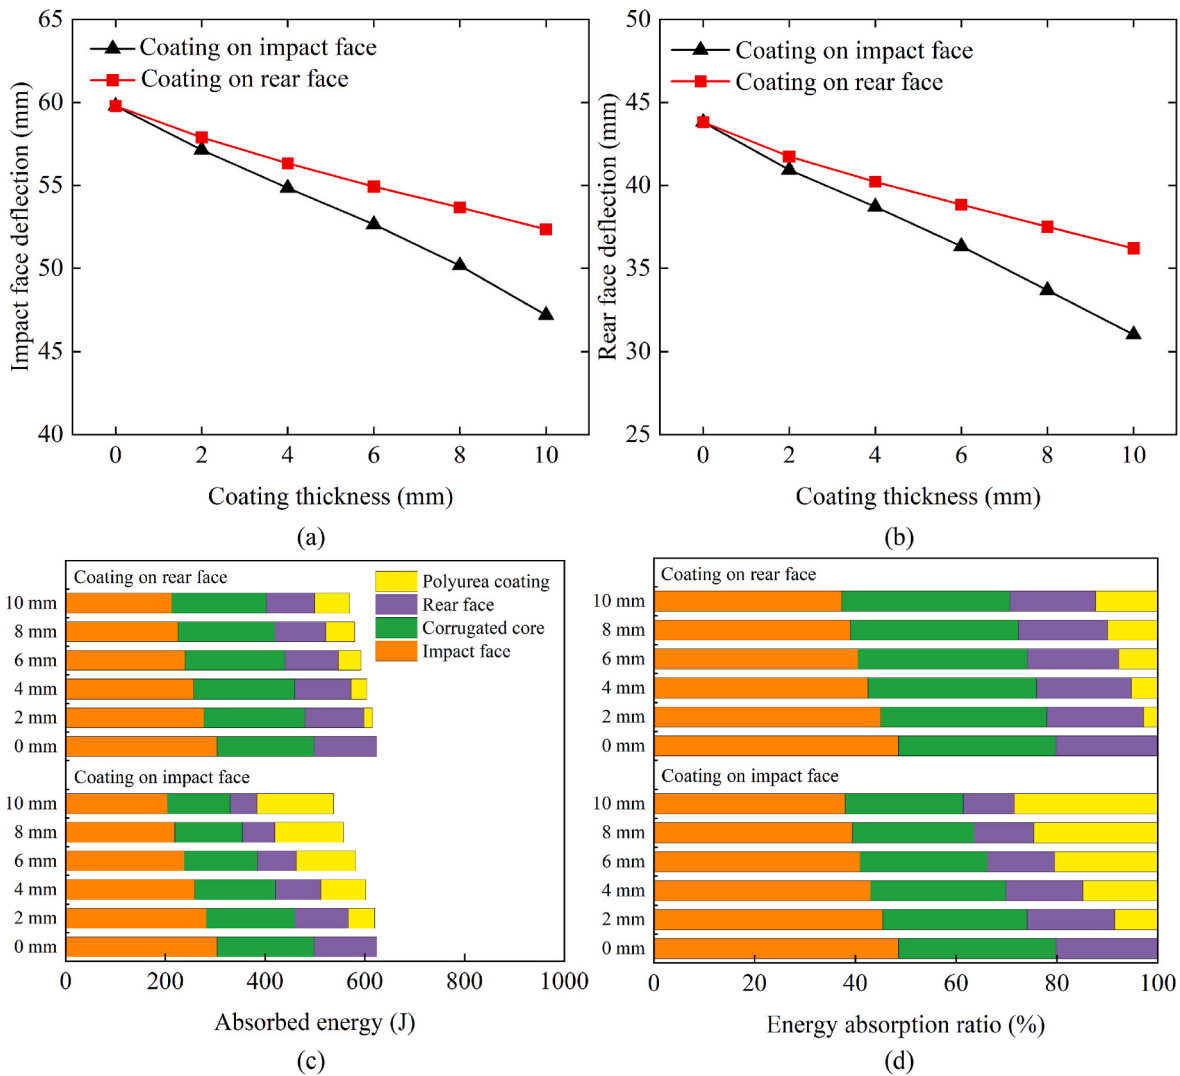 65
60
55
50
45
40
Impact face deflection (mm)
Coating on impact face
Coating on rear face
0 2 4 6 8 10
Coating thickness (mm)
(a)
50
45
40
35
30
25
Rear face deflection (mm)
Coating on impact face
Coating on rear face
0 2 4 6 8 10
Coating thickness (mm)
(b)
Coating on rear face
10 mm
8 mm
6 mm
4 mm
2 mm
0 mm
Coating on impact face
10 mm
8 mm
6 mm
4 mm
2 mm
0 mm
Polyurea coating
Rear face
Corrugated core
Impact face
0 200 400 600 800 1000
Absorbed energy (J)
(c)
Coating on rear face
10 mm
8 mm
6 mm
4 mm
2 mm
0 mm
Coating on impact face
10 mm
8 mm
6 mm
4 mm
2 mm
0 mm
0 20 40 60 80 100
Energy absorption ratio (%)
(d)